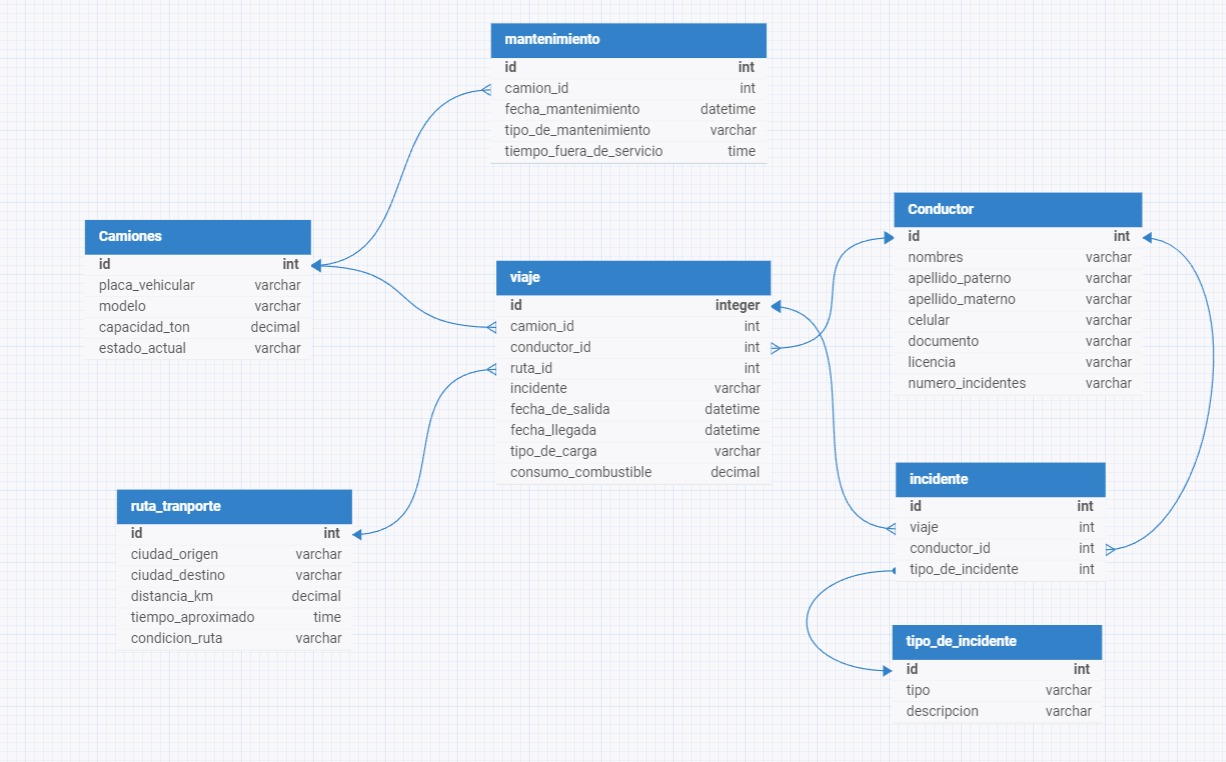 mantenimiento
id int
camion_id int
fecha_mantenimiento datetime
tipo_de_mantenimiento varchar
tiempo_fuera_de_servicio time
Camiones
id int
placa_vehicular varchar
modelo varchar
capacidad_ton decimal
estado_actual varchar
viaje
id integer
camion_id int
conductor_id int
ruta_id int
incidente varchar
fecha_de_salida datetime
fecha_llegada datetime
tipo_de_carga varchar
consumo_combustible decimal
Conductor
id int
nombres varchar
apellido_paterno varchar
apellido_materno varchar
celular varchar
documento varchar
licencia varchar
numero_incidentes varchar
ruta_tranporte
id int
ciudad_origen varchar
ciudad_destino varchar
distancia_km decimal
tiempo_aproximado time
condicion_ruta varchar
incidente
id int
viaje int
conductor_id int
tipo_de_incidente int
tipo_de_incidente
id int
tipo varchar
descripcion varchar